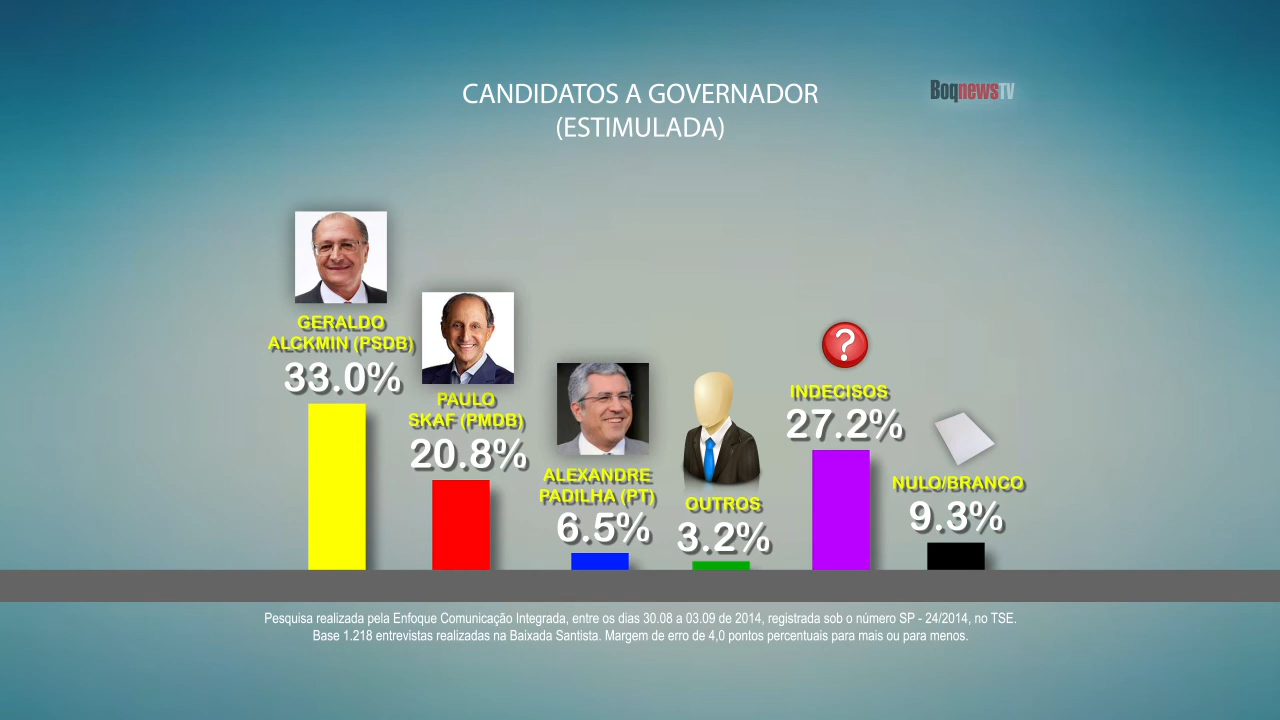 CANDIDATOS A GOVERNADOR
(ESTIMULADA)
BoqnewsTV
GERALDO
ALCKMIN (PSDB)
33.0%
PAULO
SKAF (PMDB)
20.8%
ALEXANDRE
PADILHA (PT)
6.5%
OUTROS
3.2%
?
INDECISOS
27.2%
NULO/BRANCO
9.3%
Pesquisa realizada pela Enfoque Comunicação Integrada, entre os dias 30.08 a 03.09 de 2014, registrada sob o número SP - 24/2014, no TSE.
Base 1.218 entrevistas realizadas na Baixada Santista. Margem de erro de 4,0 pontos percentuais para mais ou para menos.